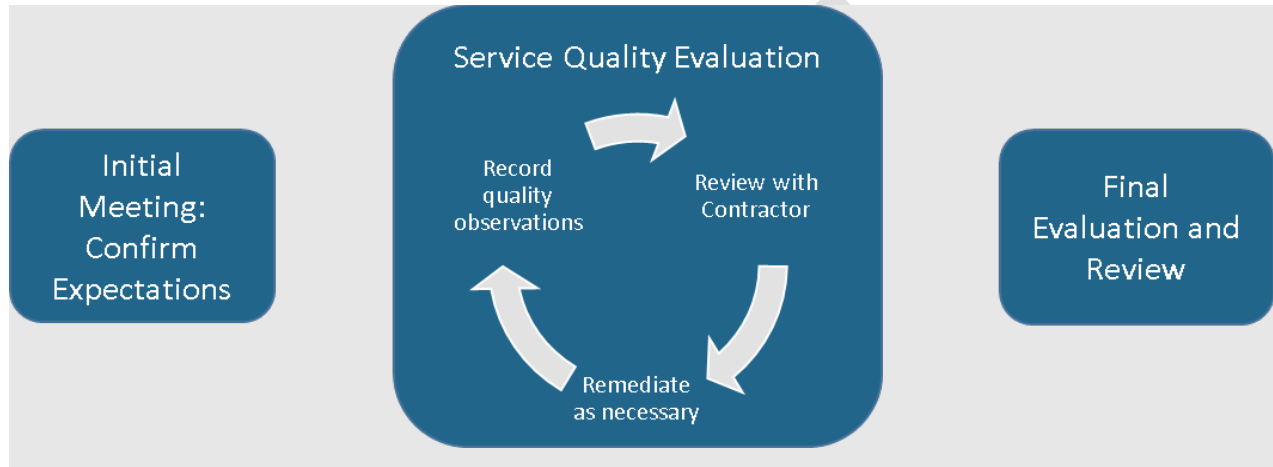 Initial
Meeting:
Confirm
Expectations
Service Quality Evaluation
Record
quality
observations
Review with
Contractor
Remediate
as necessary
Final
Evaluation and
Review